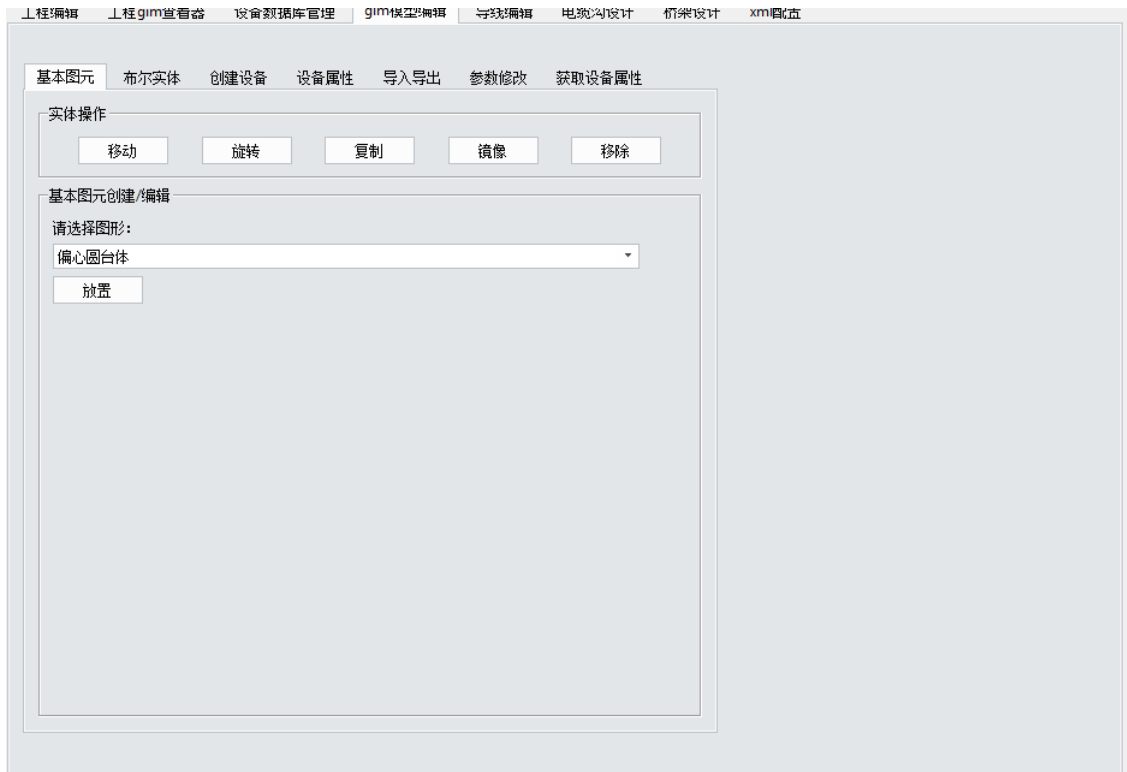 工程编辑 工程gim查看器 设备数据库管理 gim模型编辑 导线编辑 电缆沟设计 桥架设计 xml配置
基本图元 布尔实体 创建设备 设备属性 导入导出 参数修改 获取设备属性
实体操作
移动 旋转 复制 镜像 移除
基本图元创建/编辑
请选择图形：
偏心圆台体
放置